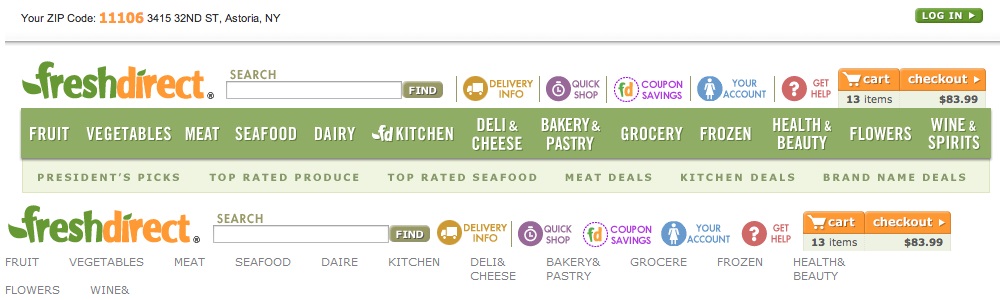 Your ZIP Code: 11106 3415 32ND ST, Astoria, NY LOG IN
freshdirect® SEARCH FIND DELIVERY INFO QUICK SHOP fd COUPON SAVINGS YOUR ACCOUNT ? GET HELP cart checkout
13 items $83.99
FRUIT VEGETABLES MEAT SEAFOOD DAIRY fd KITCHEN DELI & CHEESE BAKERY & PASTRY GROCERY FROZEN HEALTH & BEAUTY FLOWERS WINE & SPIRITS
PRESIDENT'S PICKS TOP RATED PRODUCE TOP RATED SEAFOOD MEAT DEALS KITCHEN DEALS BRAND NAME DEALS
freshdirect® SEARCH FIND DELIVERY INFO QUICK SHOP fd COUPON SAVINGS YOUR ACCOUNT ? GET HELP cart checkout
13 items $83.99
FRUIT VEGETABLES MEAT SEAFOOD DAIRE KITCHEN DELI& CHEESE BAKERY& PASTRY GROCERE FROZEN HEALTH& BEAUTY
FLOWERS WINE&